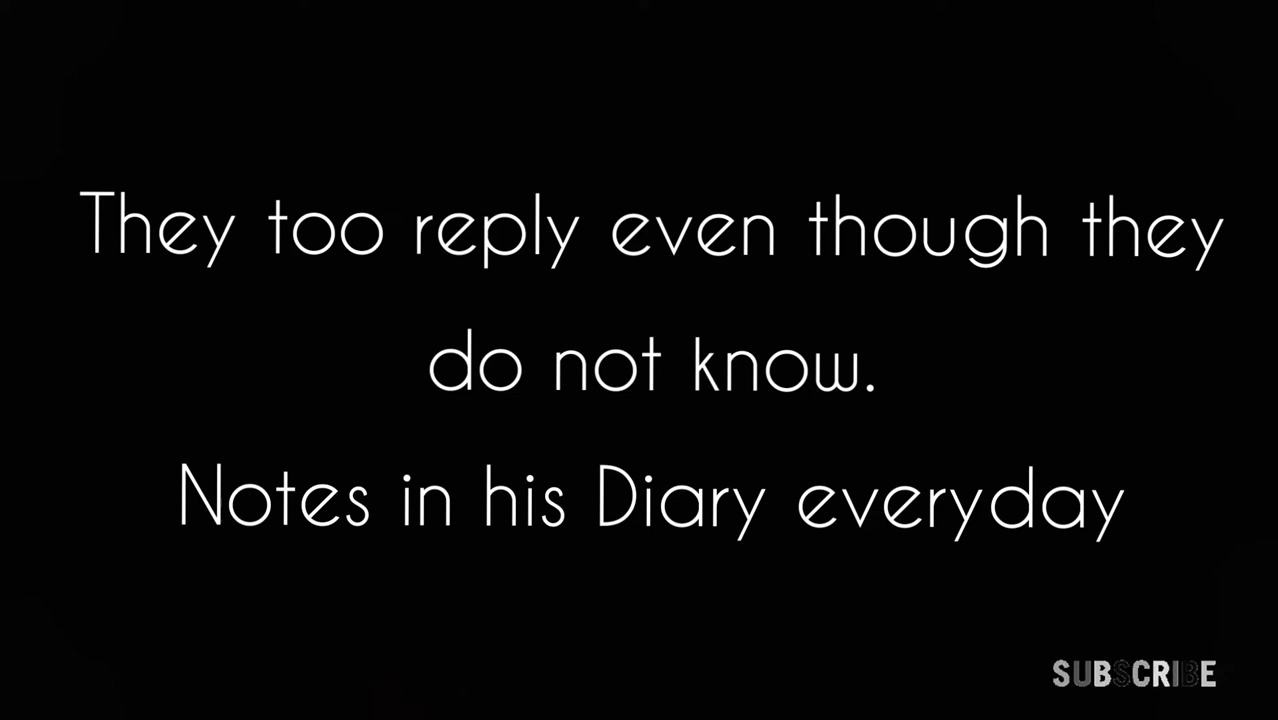 They too reply even though they
do not know.
Notes in his Diary everyday
SUBSCRIBE